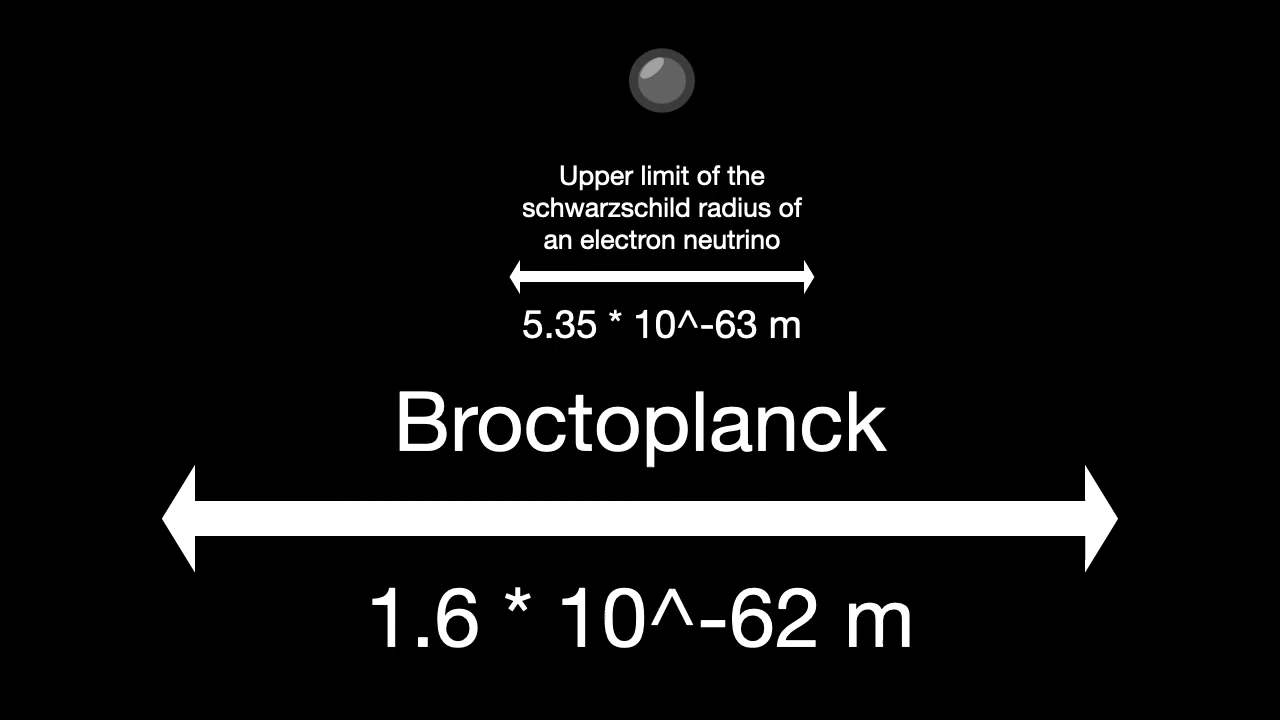 Upper limit of the
schwarzschild radius of
an electron neutrino
5.35 * 10^-63 m
Broctoplanck
1.6 * 10^-62 m